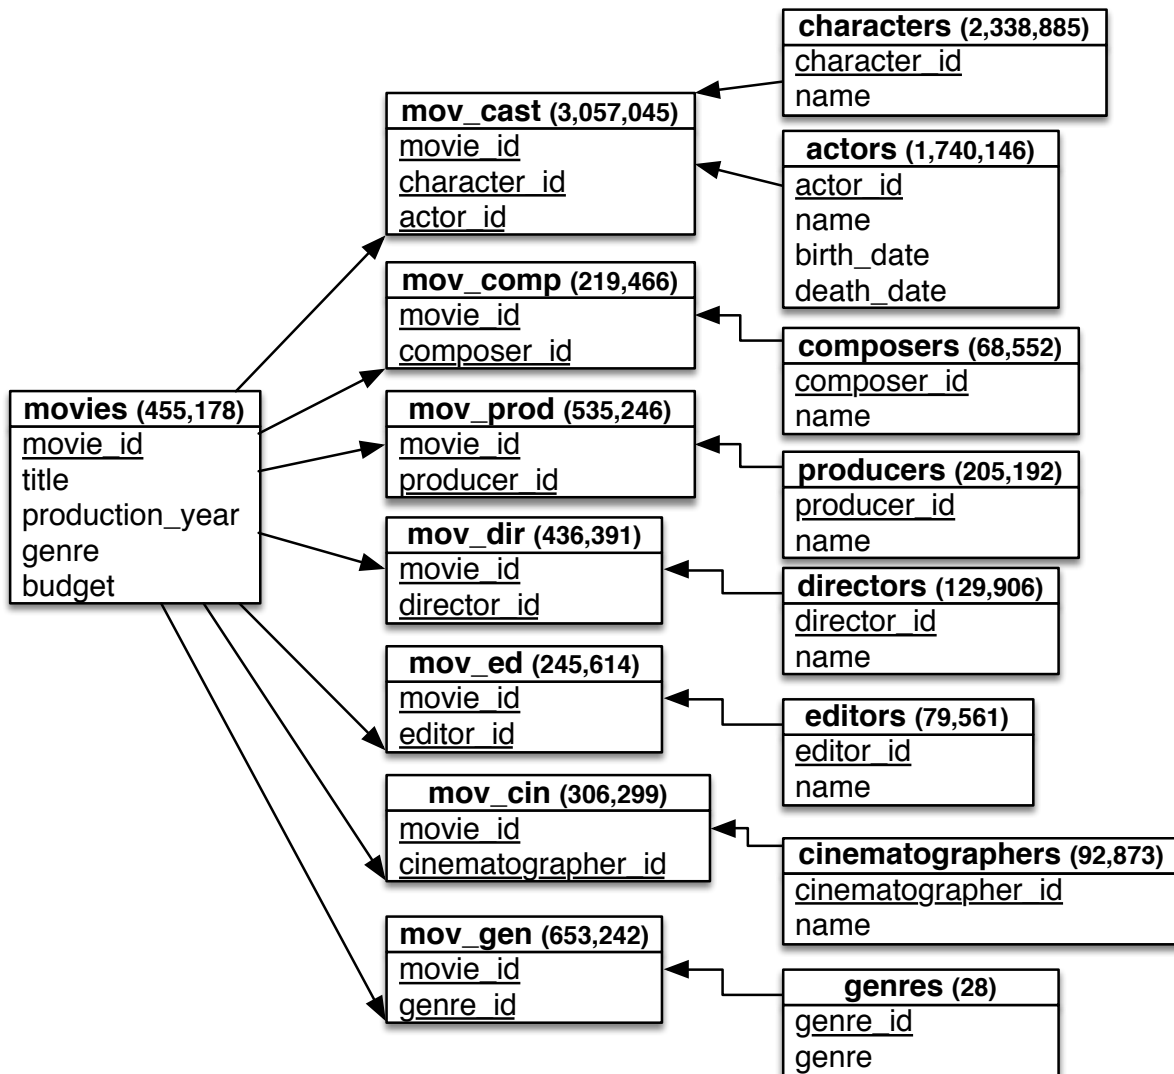 movies (455,178)
movie_id
title
production_year
genre
budget
mov_cast (3,057,045)
movie_id
character_id
actor_id
mov_comp (219,466)
movie_id
composer_id
mov_prod (535,246)
movie_id
producer_id
mov_dir (436,391)
movie_id
director_id
mov_ed (245,614)
movie_id
editor_id
mov_cin (306,299)
movie_id
cinematographer_id
mov_gen (653,242)
movie_id
genre_id
characters (2,338,885)
character_id
name
actors (1,740,146)
actor_id
name
birth_date
death_date
composers (68,552)
composer_id
name
producers (205,192)
producer_id
name
directors (129,906)
director_id
name
editors (79,561)
editor_id
name
cinematographers (92,873)
cinematographer_id
name
genres (28)
genre_id
genre